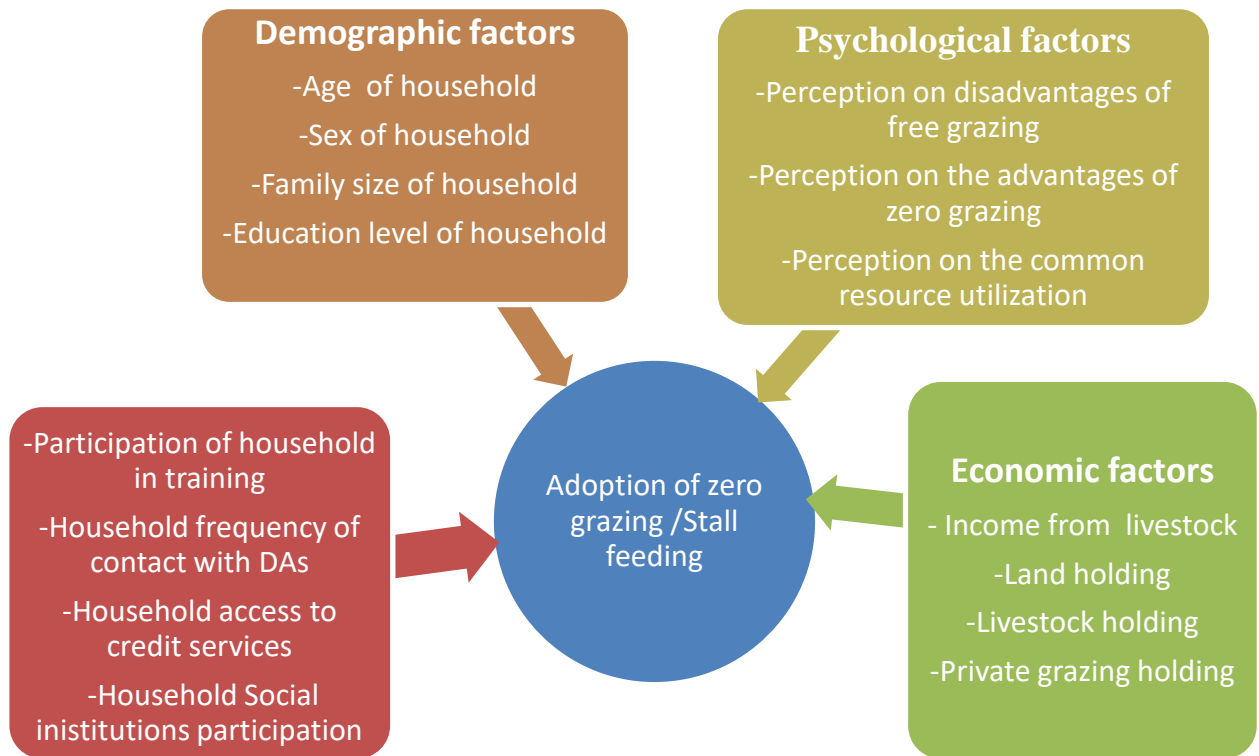 Demographic factors
-Age of household
-Sex of household
-Family size of household
-Education level of household
Psychological factors
-Perception on disadvantages of
free grazing
-Perception on the advantages of
zero grazing
-Perception on the common
resource utilization
-Participation of household
in training
-Household frequency of
contact with DAs
-Household access to
credit services
-Household Social
inistitutions participation
Adoption of zero
grazing /Stall
feeding
Economic factors
- Income from livestock
-Land holding
-Livestock holding
-Private grazing holding